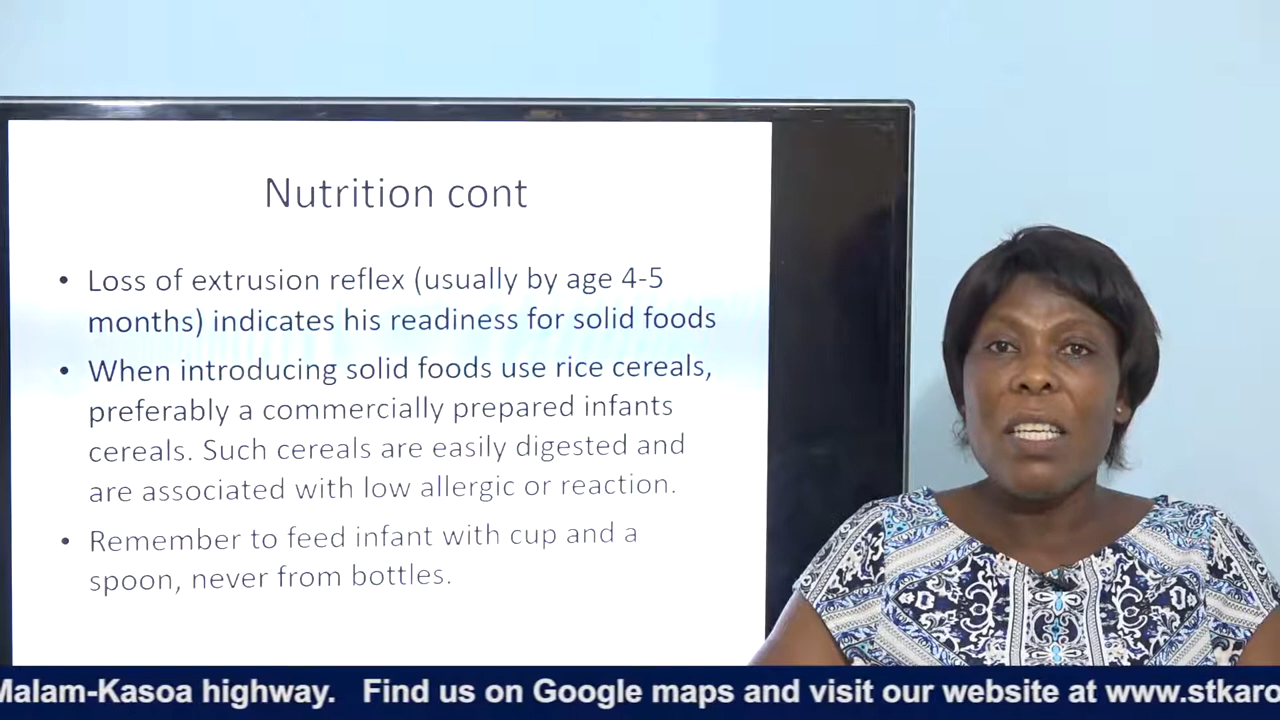 Nutrition cont
• Loss of extrusion reflex (usually by age 4-5
months) indicates his readiness for solid foods
• When introducing solid foods use rice cereals,
preferably a commercially prepared infants
cereals. Such cereals are easily digested and
are associated with low allergic or reaction.
• Remember to feed infant with cup and a
spoon, never from bottles.
Malam-Kasoa highway. Find us on Google maps and visit our website at